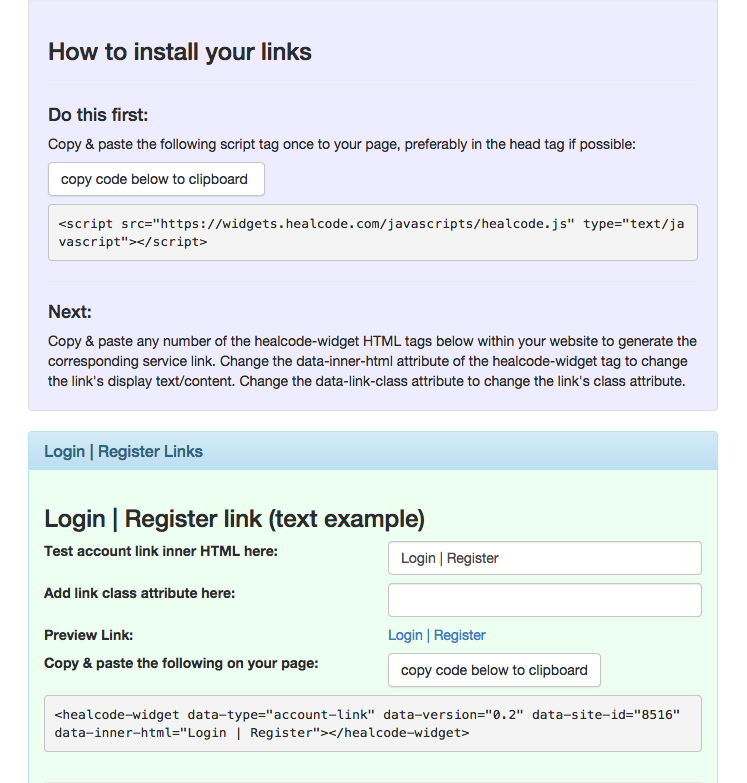 How to install your links
Do this first:
Copy & paste the following script tag once to your page, preferably in the head tag if possible:
copy code below to clipboard
<script src="https://widgets.healcode.com/javascripts/healcode.js" type="text/ja
vascript"></script>
Next:
Copy & paste any number of the healcode-widget HTML tags below within your website to generate the
corresponding service link. Change the data-inner-html attribute of the healcode-widget tag to change
the link's display text/content. Change the data-link-class attribute to change the link's class attribute.
Login | Register Links
Login | Register link (text example)
Test account link inner HTML here:
Login | Register
Add link class attribute here:
Preview Link:
Login | Register
Copy & paste the following on your page:
copy code below to clipboard
<healcode-widget data-type="account-link" data-version="0.2" data-site-id="8516"
data-inner-html="Login | Register"></healcode-widget>